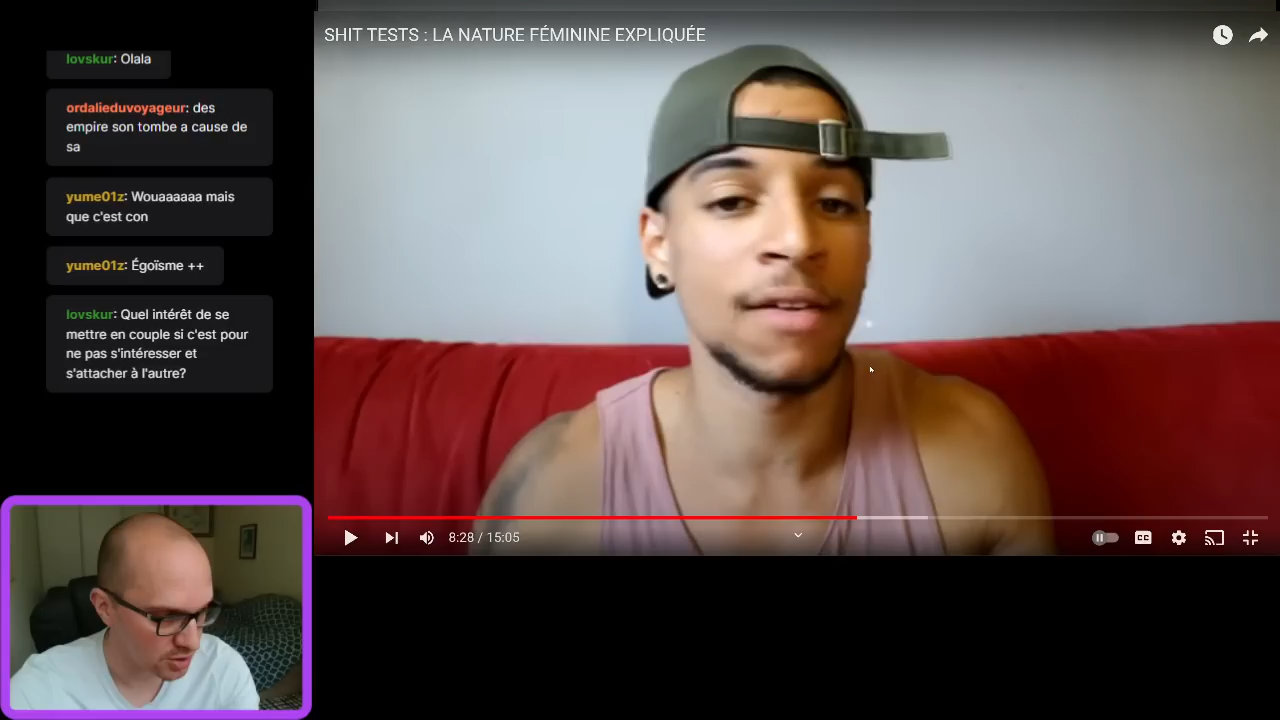 lovskur: Olala
ordalieduvoyageur: des
empire son tombe a cause de
sa
yume01z: Wouaaaaaa mais
que c'est con
yume01z: Égoïsme ++
lovskur: Quel intérêt de se
mettre en couple si c'est pour
ne pas s'intéresser et
s'attacher à l'autre?
SHIT TESTS : LA NATURE FÉMININE EXPLIQUÉE
8:28 / 15:05
CC